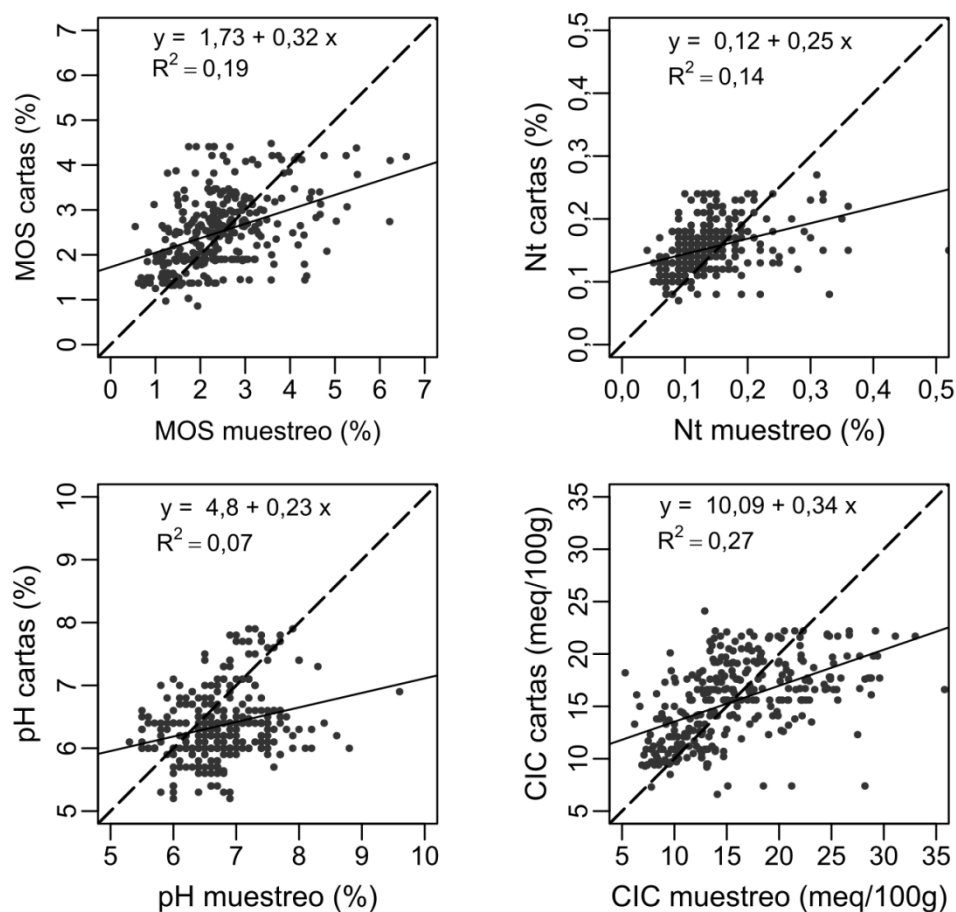 y = 1,73 + 0,32 x
R² = 0,19
MOS cartas (%)
7
6
5
4
3
2
1
0
0 1 2 3 4 5 6 7
MOS muestreo (%)
y = 0,12 + 0,25 x
R² = 0,14
Nt cartas (%)
0,5
0,4
0,3
0,2
0,1
0,0
0,0 0,1 0,2 0,3 0,4 0,5
Nt muestreo (%)
y = 4,8 + 0,23 x
R² = 0,07
pH cartas (%)
10
9
8
7
6
5
5 6 7 8 9 10
pH muestreo (%)
y = 10,09 + 0,34 x
R² = 0,27
CIC cartas (meq/100g)
35
30
25
20
15
10
5
5 10 15 20 25 30 35
CIC muestreo (meq/100g)